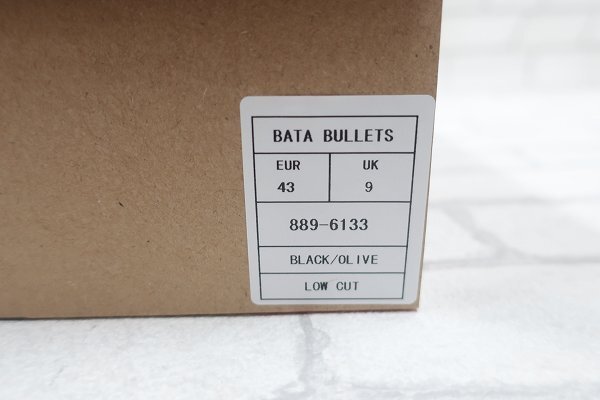 BATA BULLETS
EUR UK
43 9
889-6133
BLACK/OLIVE
LOW CUT